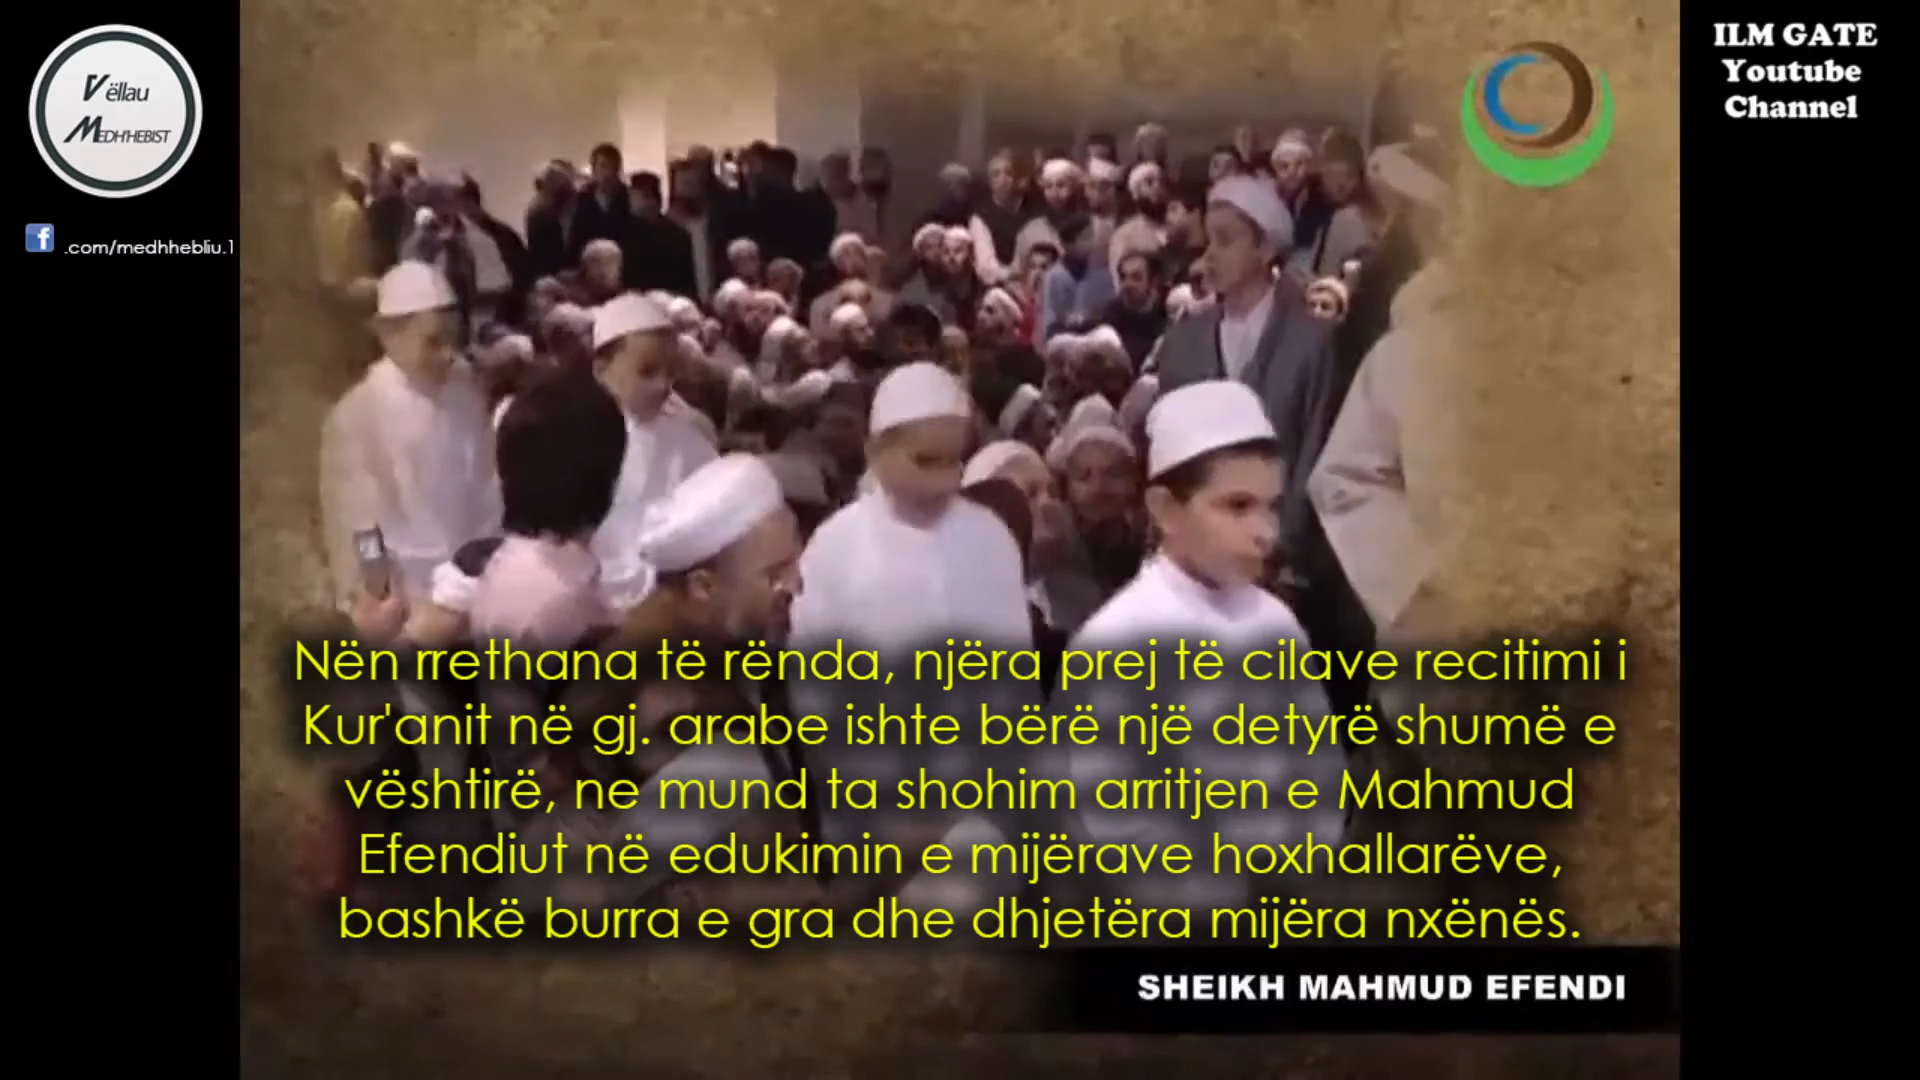 Vëllau
MEDH'HEBIST
.com/medhhebliu.1
ILM GATE
Youtube
Channel
Nën rrethana të rënda, njëra prej të cilave recitimi i
Kur'anit në gj. arabe ishte bërë një detyrë shumë e
vështirë, ne mund ta shohim arritjen e Mahmud
Efendiut në edukimin e mijërave hoxhallarëve,
bashkë burra e gra dhe dhjetëra mijëra nxënës.
SHEIKH MAHMUD EFENDI